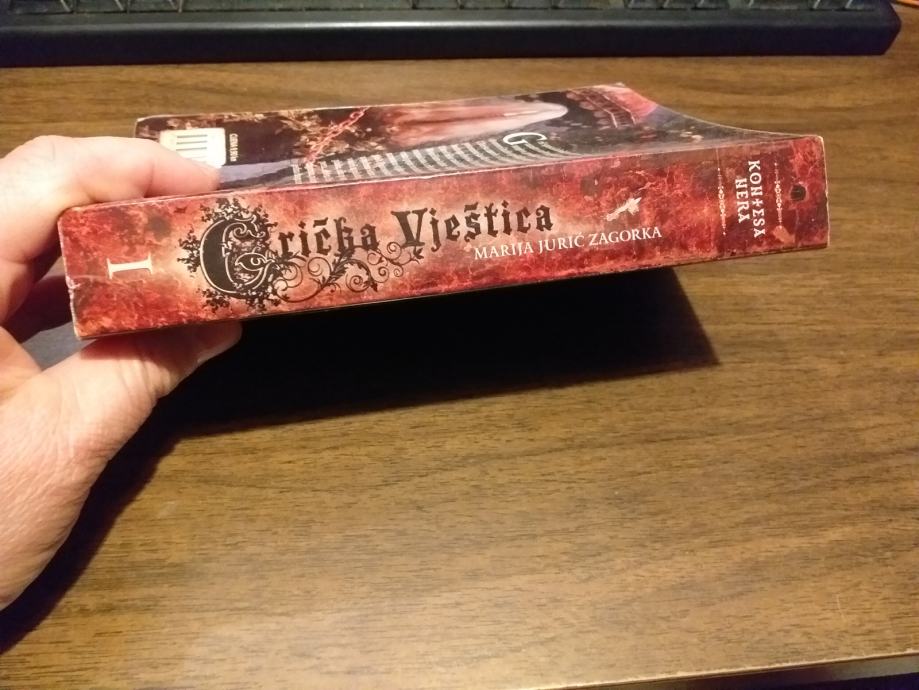 I
Grička Vještica
MARIJA JURIĆ ZAGORKA
KONTESA
NERA